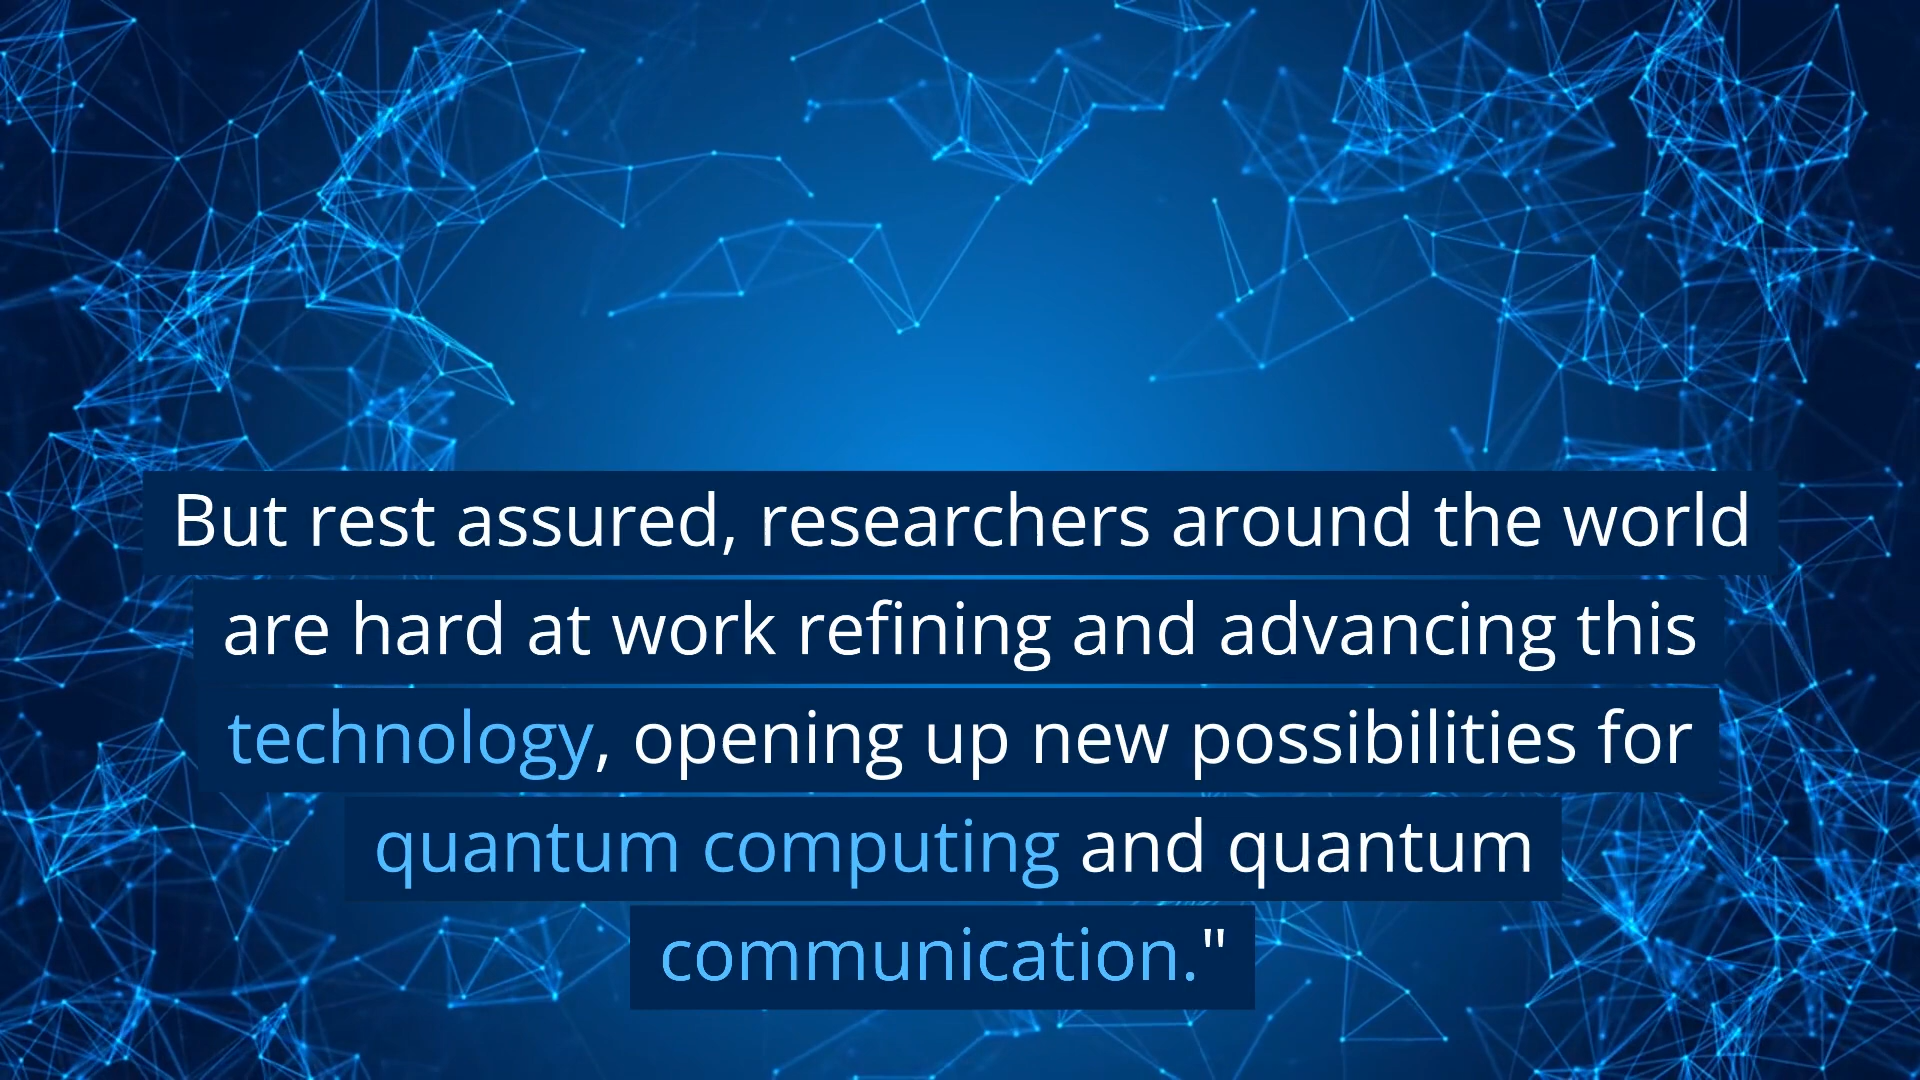 But rest assured, researchers around the world
are hard at work refining and advancing this
technology, opening up new possibilities for
quantum computing and quantum
communication."